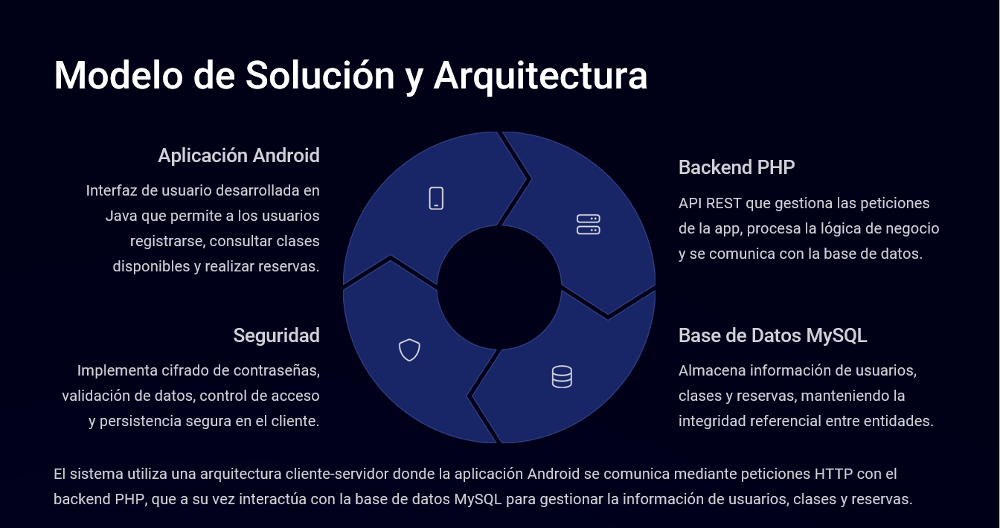 Modelo de Solución y Arquitectura
Aplicación Android
Interfaz de usuario desarrollada en
Java que permite a los usuarios
registrarse, consultar clases
disponibles y realizar reservas.
Backend PHP
API REST que gestiona las peticiones
de la app, procesa la lógica de negocio
y se comunica con la base de datos.
Seguridad
Implementa cifrado de contraseñas,
validación de datos, control de acceso
y persistencia segura en el cliente.
Base de Datos MySQL
Almacena información de usuarios,
clases y reservas, manteniendo la
integridad referencial entre entidades.
El sistema utiliza una arquitectura cliente-servidor donde la aplicación Android se comunica mediante peticiones HTTP con el
backend PHP, que a su vez interactúa con la base de datos MySQL para gestionar la información de usuarios, clases y reservas.